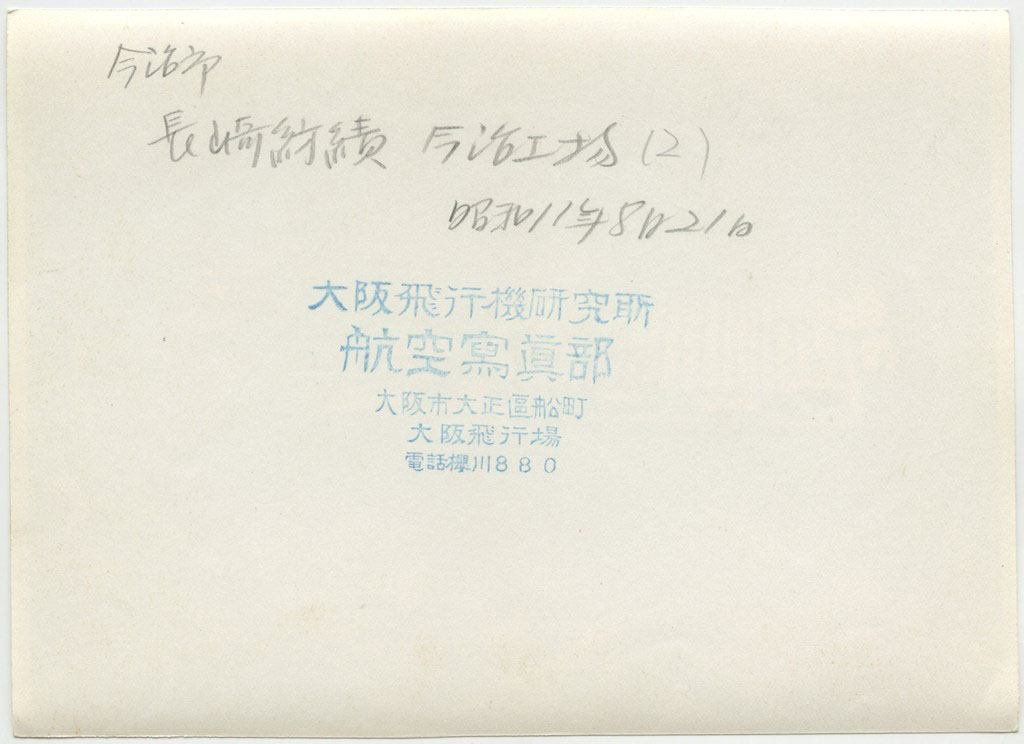 今治市
長崎紡績 今治工場(2)
昭和11年8月21日
大阪飛行機研究所
航空寫眞部
大阪市大正區船町
大阪飛行場
電話櫻川880